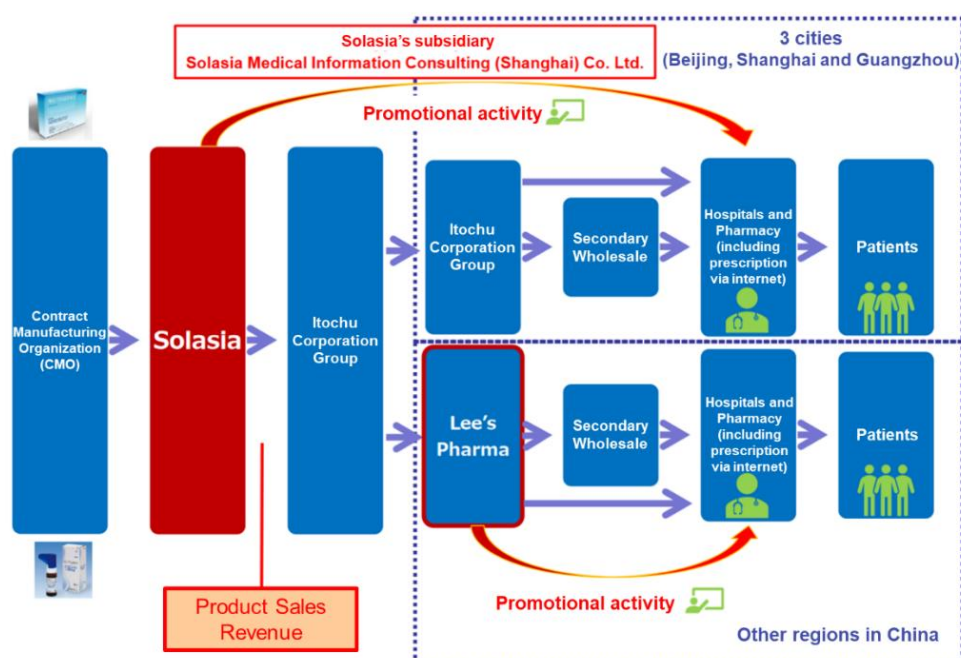 Solasia's subsidiary
Solasia Medical Information Consulting (Shanghai) Co. Ltd.
3 cities
(Beijing, Shanghai and Guangzhou)
Promotional activity
Contract
Manufacturing
Organization
(CMO)
Solasia
Itochu
Corporation
Group
Itochu
Corporation
Group
Secondary
Wholesale
Hospitals and
Pharmacy
(including
prescription
via internet)
Patients
Lee's
Pharma
Secondary
Wholesale
Hospitals and
Pharmacy
(including
prescription
via internet)
Patients
Promotional activity
Product Sales
Revenue
Other regions in China